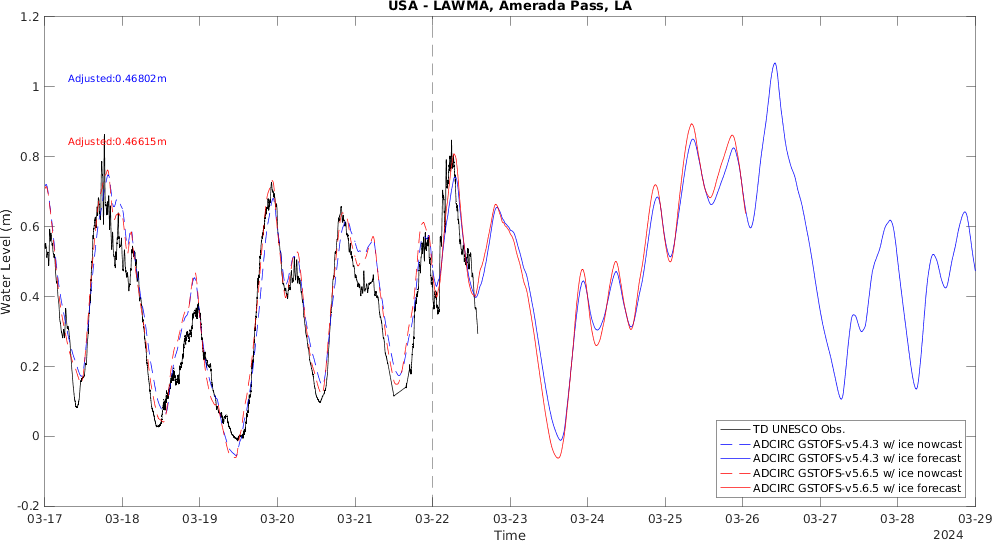 USA - LAWMA, Amerada Pass, LA
1.2
1
0.8
0.6
0.4
0.2
0
-0.2
Water Level (m)
Adjusted:0.46802m
Adjusted:0.46615m
TD UNESCO Obs.
ADCIRC GSTOFS-v5.4.3 w/ ice nowcast
ADCIRC GSTOFS-v5.4.3 w/ ice forecast
ADCIRC GSTOFS-v5.6.5 w/ ice nowcast
ADCIRC GSTOFS-v5.6.5 w/ ice forecast
03-17 03-18 03-19 03-20 03-21 03-22 03-23 03-24 03-25 03-26 03-27 03-28 03-29
Time
2024